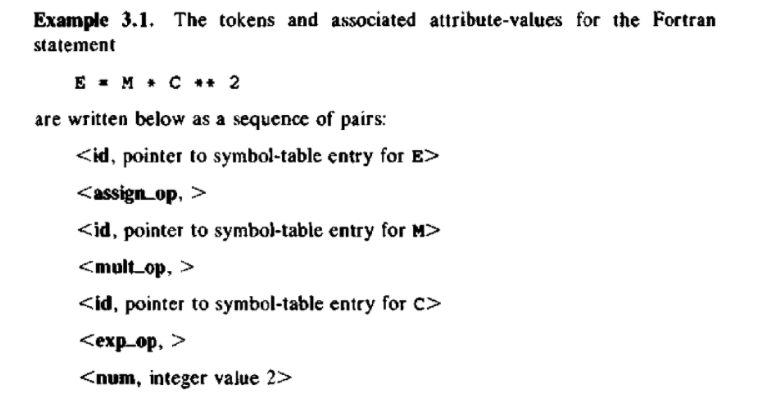 Example 3.1. The tokens and associated attribute-values for the Fortran
statement
E = M * C ** 2
are written below as a sequence of pairs:
<id, pointer to symbol-table entry for E>
<assign_op, >
<id, pointer to symbol-table entry for M>
<mult_op, >
<id, pointer to symbol-table entry for C>
<exp_op, >
<num, integer value 2>